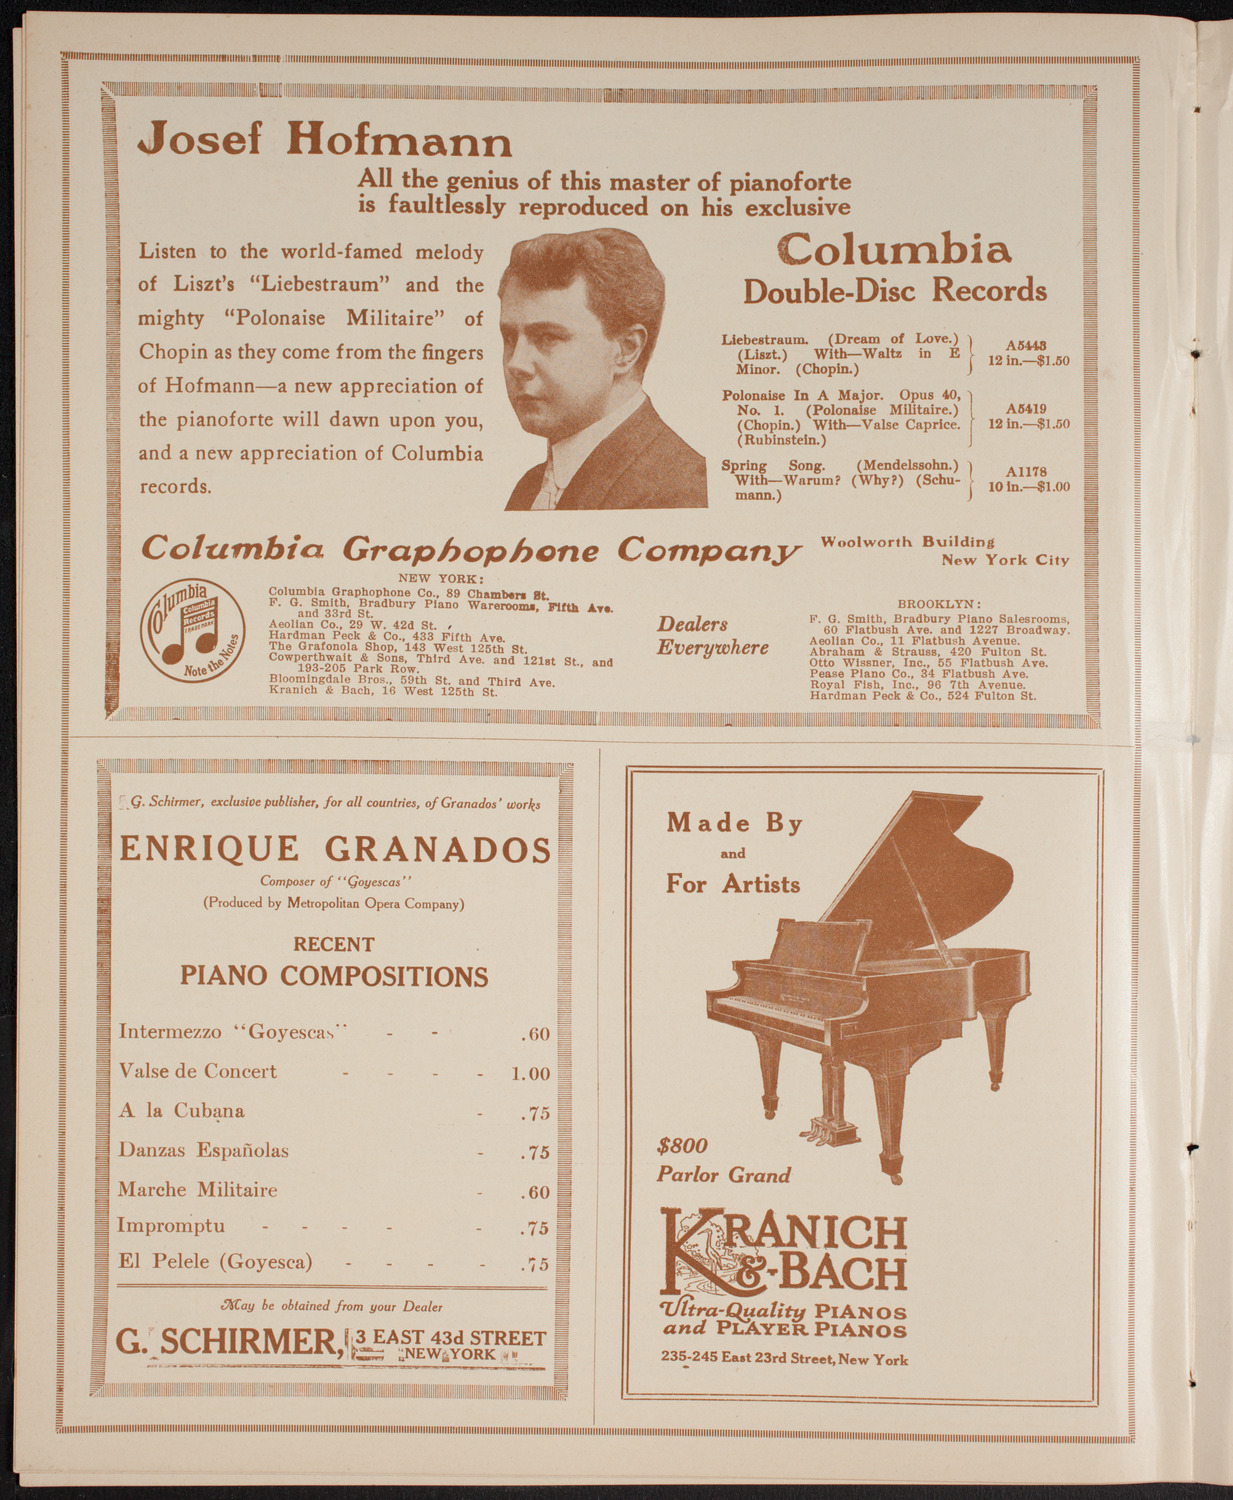 Josef Hofmann
All the genius of this master of pianoforte
is faultlessly reproduced on his exclusive
Listen to the world-famed melody
of Liszt's "Liebestraum" and the
mighty "Polonaise Militaire" of
Chopin as they come from the fingers
of Hofmann—a new appreciation of
the pianoforte will dawn upon you,
and a new appreciation of Columbia
records.
Columbia
Double-Disc Records
Liebestraum. (Dream of Love.)
(Liszt.) With—Waltz in E
Minor. (Chopin.)
A5443
12 in.—$1.50
Polonaise In A Major. Opus 40,
No. 1. (Polonaise Militaire.)
(Chopin.) With—Valse Caprice.
(Rubinstein.)
A5419
12 in.—$1.50
Spring Song. (Mendelssohn.)
With—Warum? (Why?) (Schu-
mann.)
A1178
10 in.—$1.00
Columbia Graphophone Company
Woolworth Building
New York City
Columbia
Columbia
Records
TRADE MARK
Note the Notes
NEW YORK:
Columbia Graphophone Co., 89 Chambers St.
F. G. Smith, Bradbury Piano Warerooms, Fifth Ave.
and 33rd St.
Aeolian Co., 29 W. 42d St.
Hardman Peck & Co., 433 Fifth Ave.
The Grafonola Shop, 143 West 125th St.
Cowperthwait & Sons, Third Ave. and 121st St., and
193-205 Park Row.
Bloomingdale Bros., 59th St. and Third Ave.
Kranich & Bach, 16 West 125th St.
Dealers
Everywhere
BROOKLYN:
F. G. Smith, Bradbury Piano Salesrooms,
60 Flatbush Ave. and 1227 Broadway.
Aeolian Co., 11 Flatbush Avenue.
Abraham & Strauss, 420 Fulton St.
Otto Wissner, Inc., 55 Flatbush Ave.
Pease Piano Co., 34 Flatbush Ave.
Royal Fish, Inc., 96 7th Avenue.
Hardman Peck & Co., 524 Fulton St.
G. Schirmer, exclusive publisher, for all countries, of Granados' works
ENRIQUE GRANADOS
Composer of "Goyescas"
(Produced by Metropolitan Opera Company)
RECENT
PIANO COMPOSITIONS
Intermezzo "Goyescas" - - .60
Valse de Concert - - - - 1.00
A la Cubana - .75
Danzas Españolas - .75
Marche Militaire - .60
Impromptu - - - - - .75
El Pelele (Goyesca) - - - - .75
May be obtained from your Dealer
G. SCHIRMER,
3 EAST 43d STREET
NEW YORK
Made By
and
For Artists
$800
Parlor Grand
KRANICH
&-BACH
Ultra-Quality PIANOS
and PLAYER PIANOS
235-245 East 23rd Street, New York